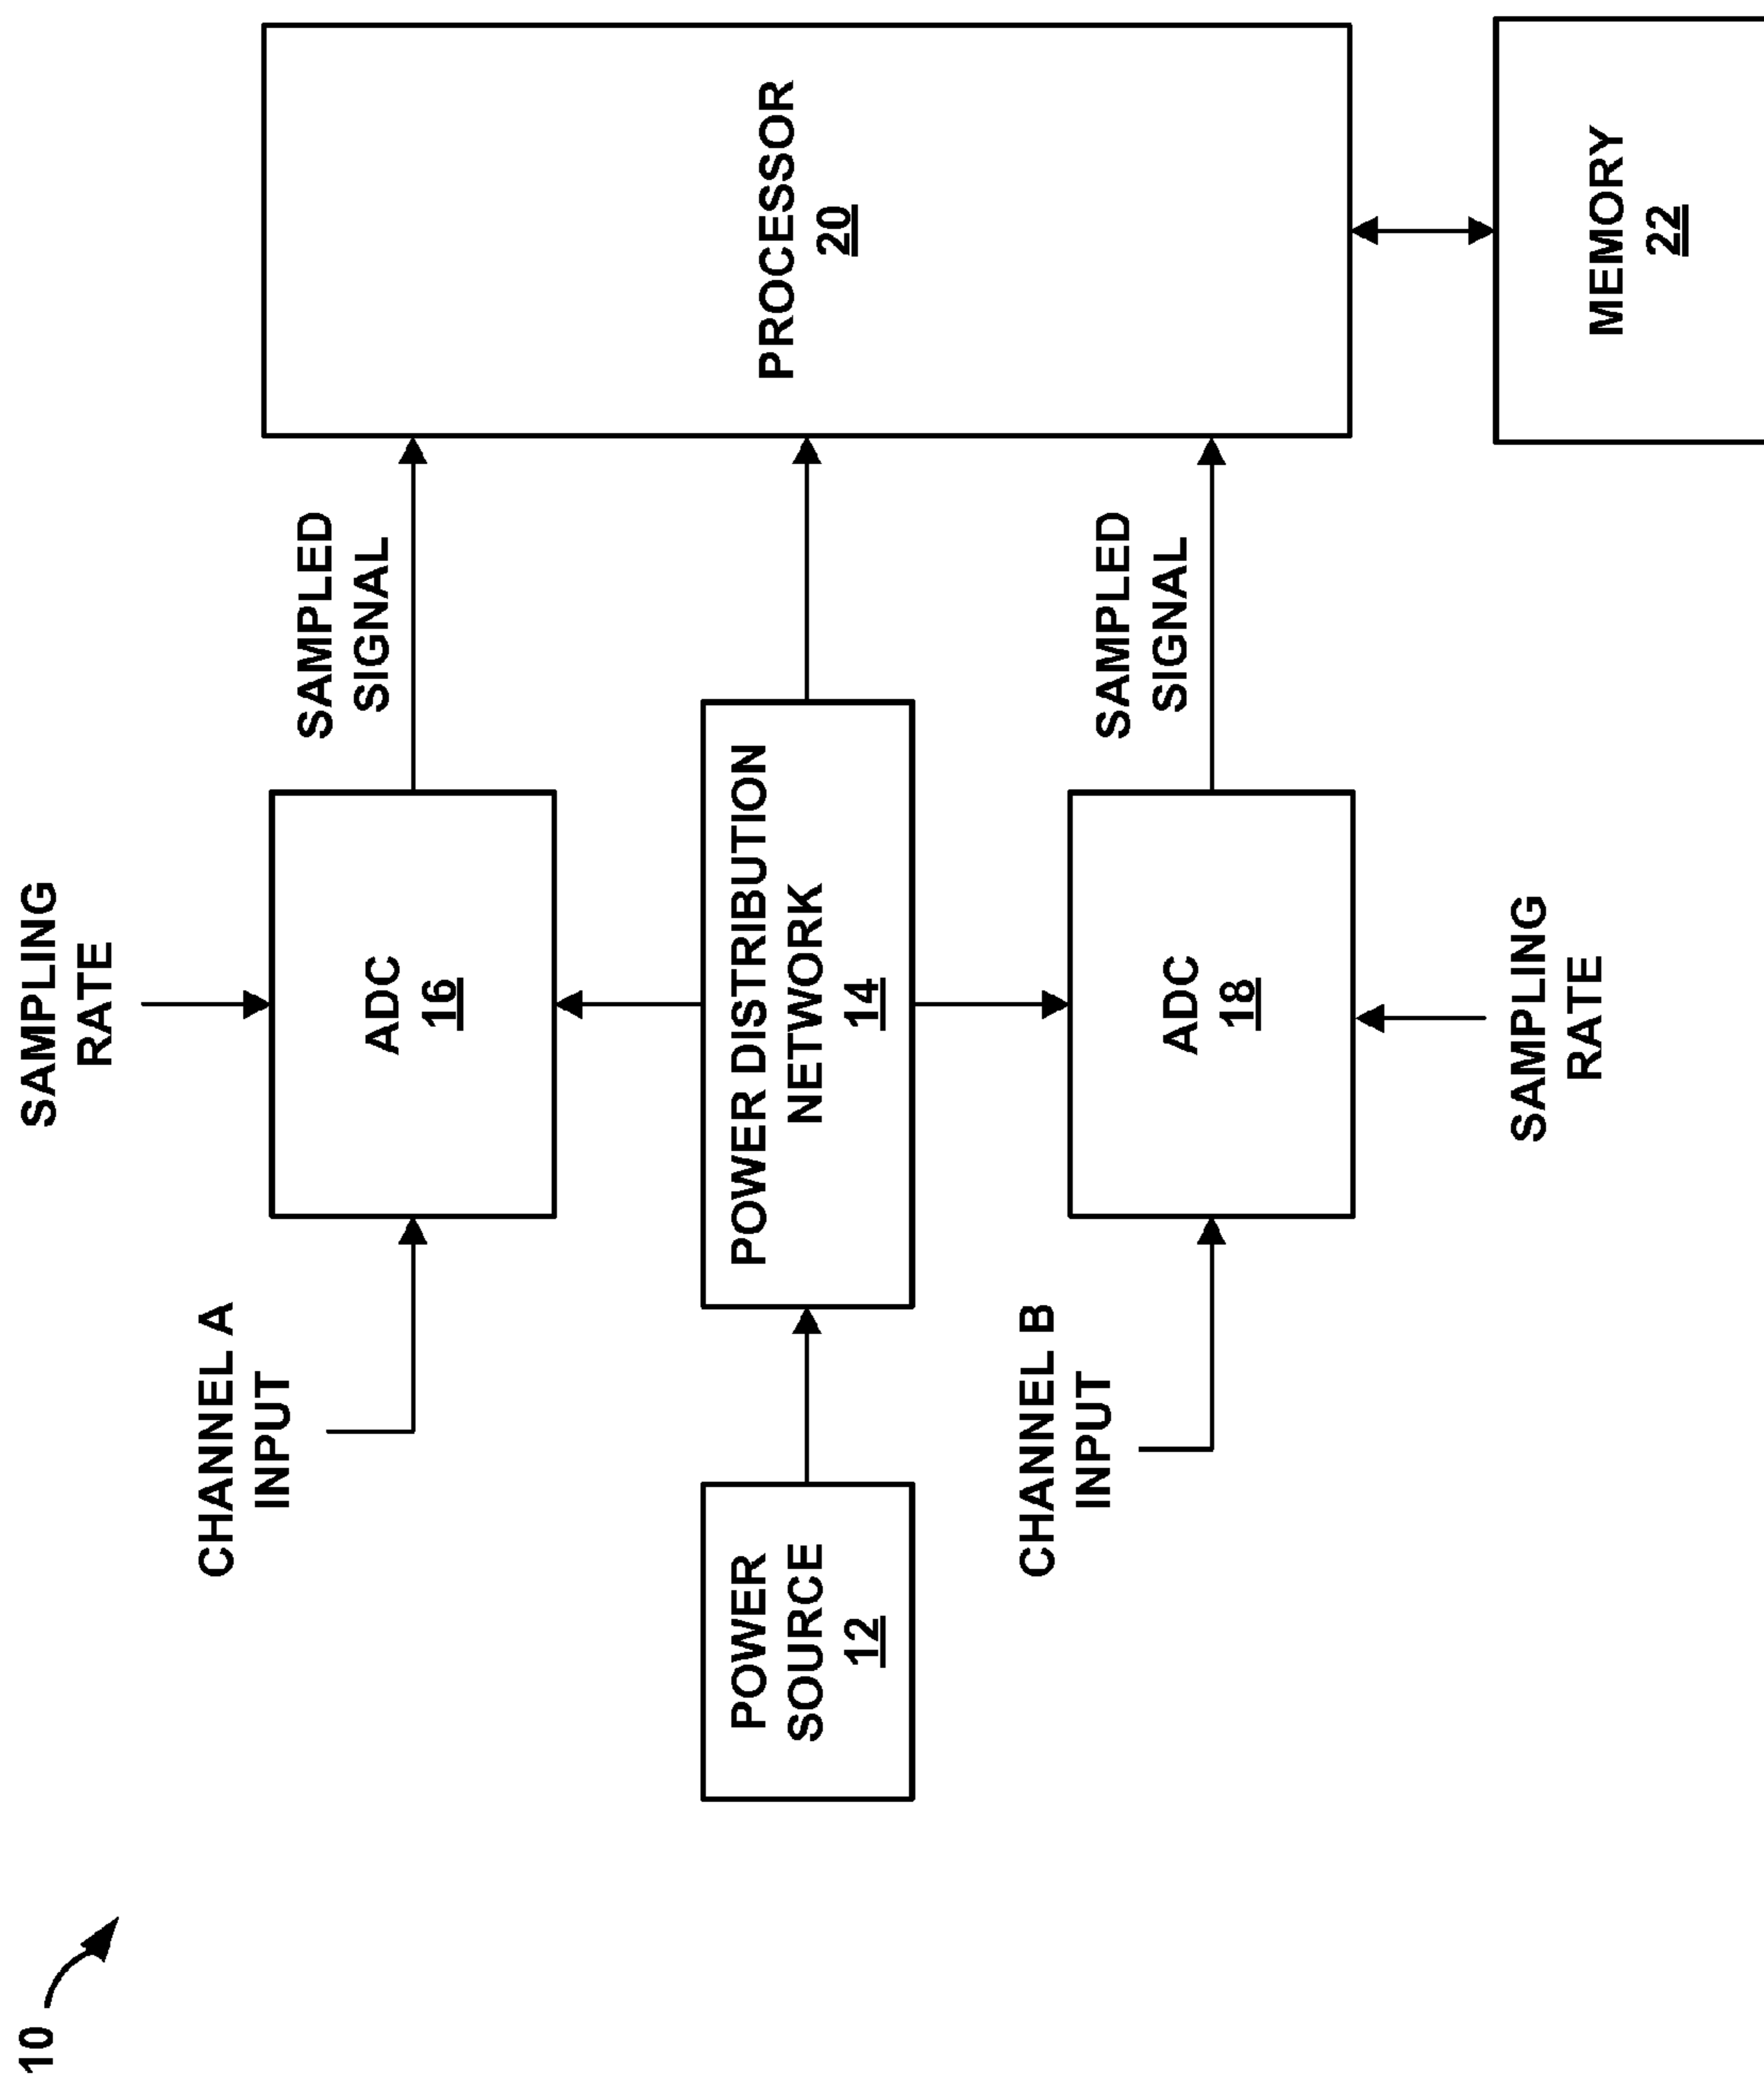 10
SAMPLING
RATE
CHANNEL A
INPUT
ADC
16
SAMPLED
SIGNAL
POWER
SOURCE
12
POWER DISTRIBUTION
NETWORK
14
PROCESSOR
20
CHANNEL B
INPUT
ADC
18
SAMPLED
SIGNAL
SAMPLING
RATE
MEMORY
22